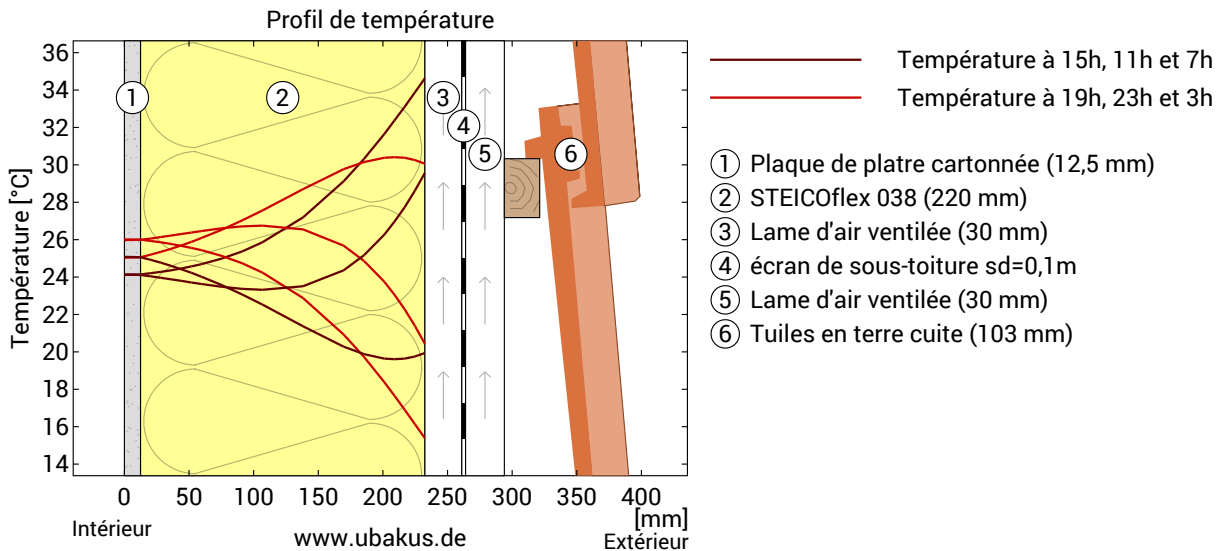 Profil de température
Température [°C]
36
34
32
30
28
26
24
22
20
18
16
14
1
2
3
4
5
6
0
50
100
150
200
250
300
350
400
[mm]
Intérieur
www.ubakus.de
Extérieur
Température à 15h, 11h et 7h
Température à 19h, 23h et 3h
1 Plaque de platre cartonnée (12,5 mm)
2 STEICOflex 038 (220 mm)
3 Lame d'air ventilée (30 mm)
4 écran de sous-toiture sd=0,1m
5 Lame d'air ventilée (30 mm)
6 Tuiles en terre cuite (103 mm)